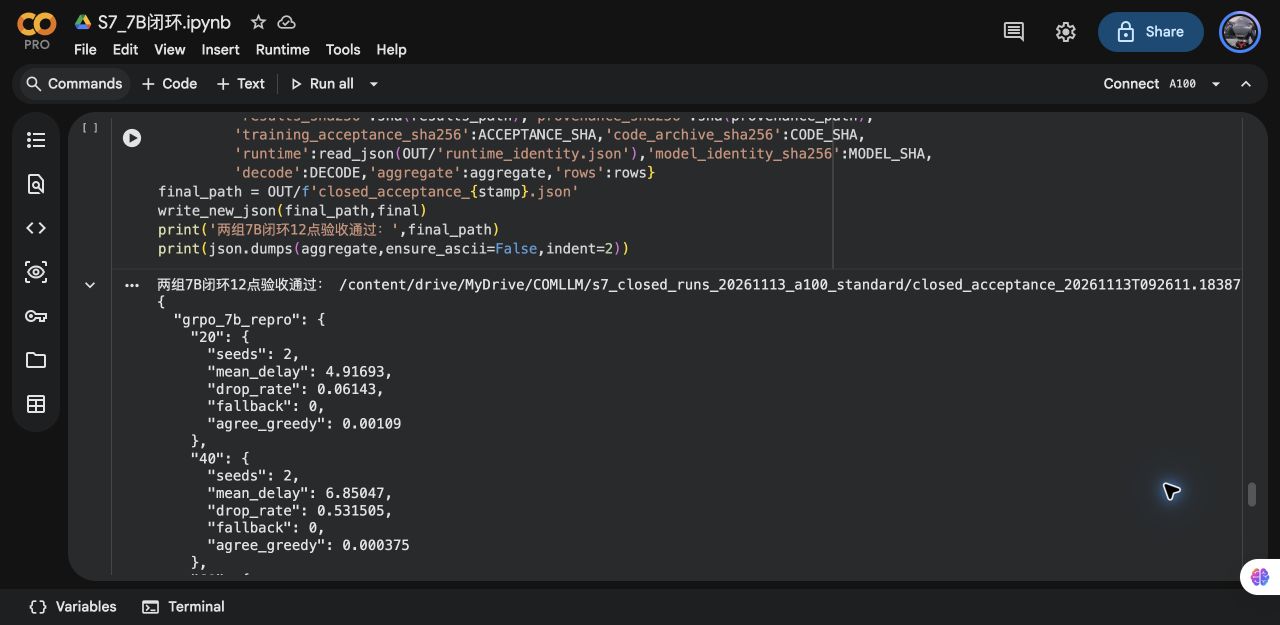 S7_7B闭环.ipynb
PRO
File Edit View Insert Runtime Tools Help
Share
Commands + Code + Text Run all
Connect A100
[ ]
'results_sha256':sha(results_path),'provenance_sha256':sha(provenance_path),
'training_acceptance_sha256':ACCEPTANCE_SHA,'code_archive_sha256':CODE_SHA,
'runtime':read_json(OUT/'runtime_identity.json'),'model_identity_sha256':MODEL_SHA,
'decode':DECODE,'aggregate':aggregate,'rows':rows}
final_path = OUT/f'closed_acceptance_{stamp}.json'
write_new_json(final_path,final)
print('两组7B闭环12点验收通过：',final_path)
print(json.dumps(aggregate,ensure_ascii=False,indent=2))
两组7B闭环12点验收通过： /content/drive/MyDrive/COMLLM/s7_closed_runs_20261113_a100_standard/closed_acceptance_20261113T092611.18387
{
"grpo_7b_repro": {
"20": {
"seeds": 2,
"mean_delay": 4.91693,
"drop_rate": 0.06143,
"fallback": 0,
"agree_greedy": 0.00109
},
"40": {
"seeds": 2,
"mean_delay": 6.85047,
"drop_rate": 0.531505,
"fallback": 0,
"agree_greedy": 0.000375
},
{} Variables Terminal